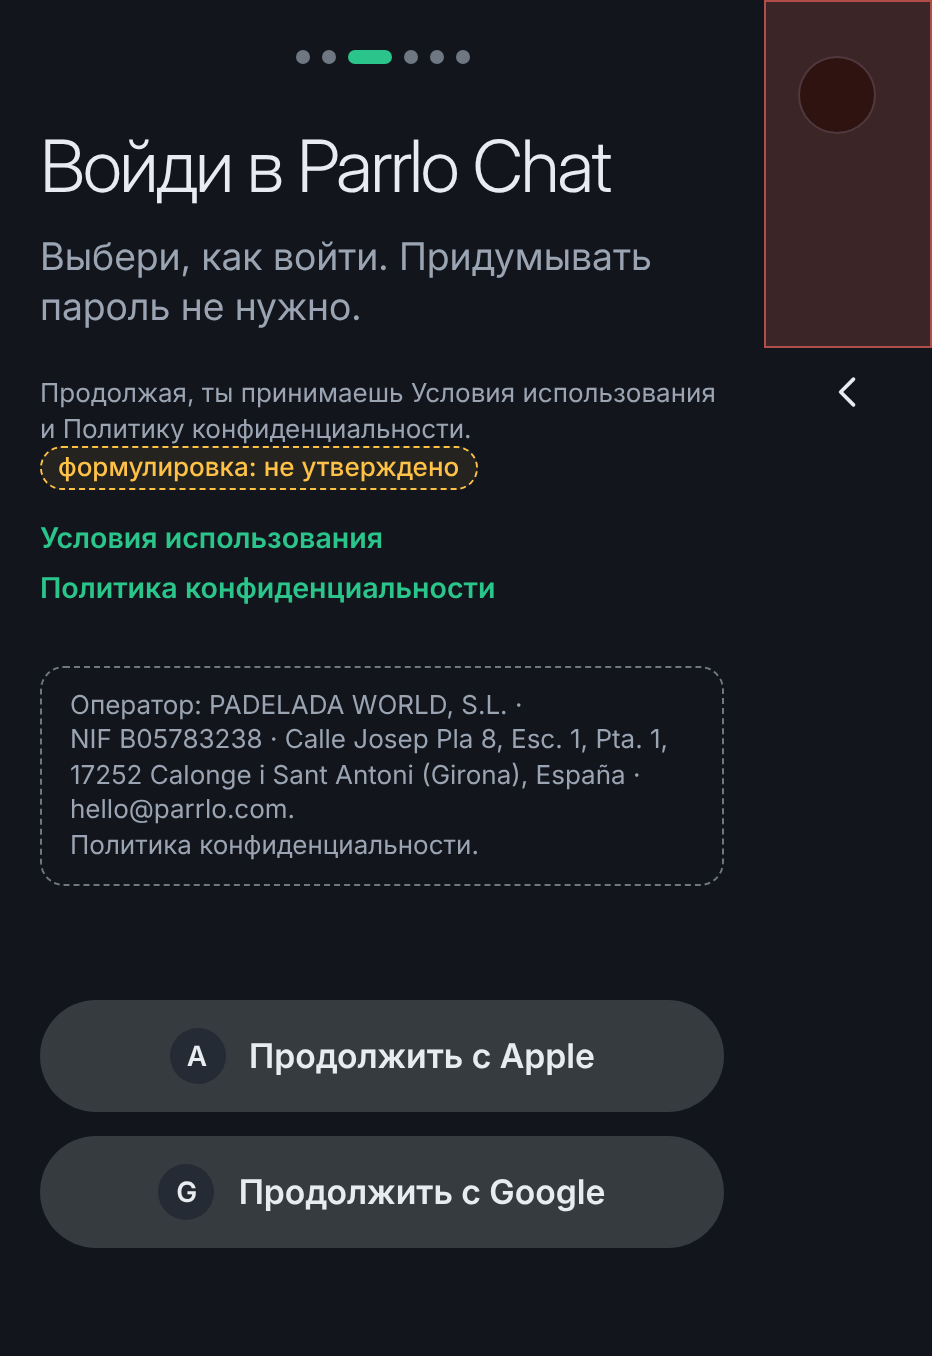 Войди в Parrlo Chat
Выбери, как войти. Придумывать
пароль не нужно.
Продолжая, ты принимаешь Условия использования
и Политику конфиденциальности.
формулировка: не утверждено
Условия использования
Политика конфиденциальности
Оператор: PADELADA WORLD, S.L. ·
NIF B05783238 · Calle Josep Pla 8, Esc. 1, Pta. 1,
17252 Calonge i Sant Antoni (Girona), España ·
hello@parrlo.com.
Политика конфиденциальности.
A Продолжить с Apple
G Продолжить с Google